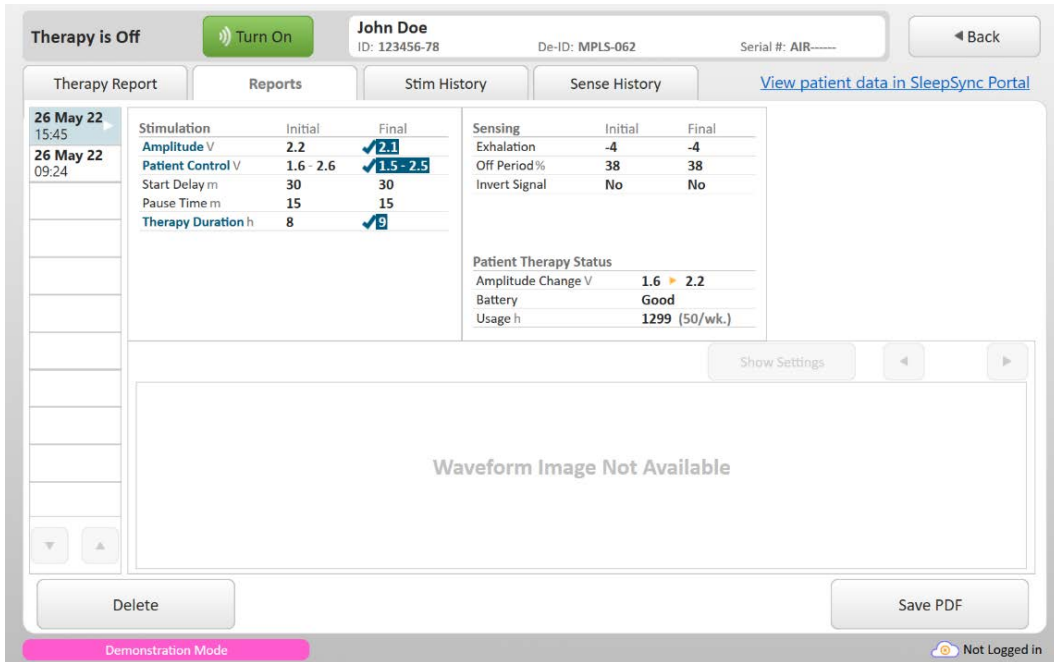 Therapy is Off
Turn On
John Doe
ID: 123456-78 De-ID: MPLS-062 Serial #: AIR------
Back
Therapy Report Reports Stim History Sense History View patient data in SleepSync Portal
26 May 22
15:45
26 May 22
09:24
Stimulation Initial Final
Amplitude V 2.2 2.1
Patient Control V 1.6 - 2.6 1.5 - 2.5
Start Delay m 30 30
Pause Time m 15 15
Therapy Duration h 8 9
Sensing Initial Final
Exhalation -4 -4
Off Period % 38 38
Invert Signal No No
Patient Therapy Status
Amplitude Change V 1.6 2.2
Battery Good
Usage h 1299 (50/wk.)
Show Settings
Waveform Image Not Available
Delete Save PDF
Demonstration Mode Not Logged in